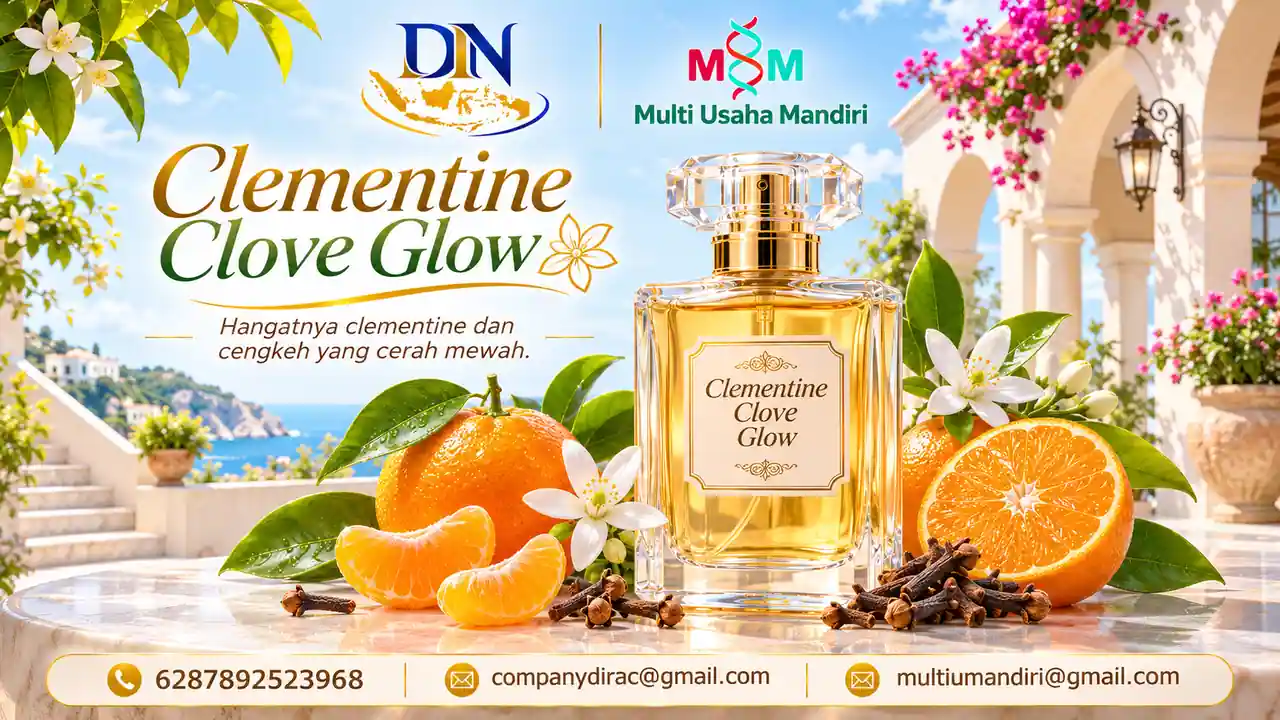 DN
MM
Multi Usaha Mandiri
Clementine
Clove Glow
Hangatnya clementine dan
cengkeh yang cerah mewah.
Clementine
Clove
Glow
6287892523968
companydirac@gmail.com
multiumandiri@gmail.com